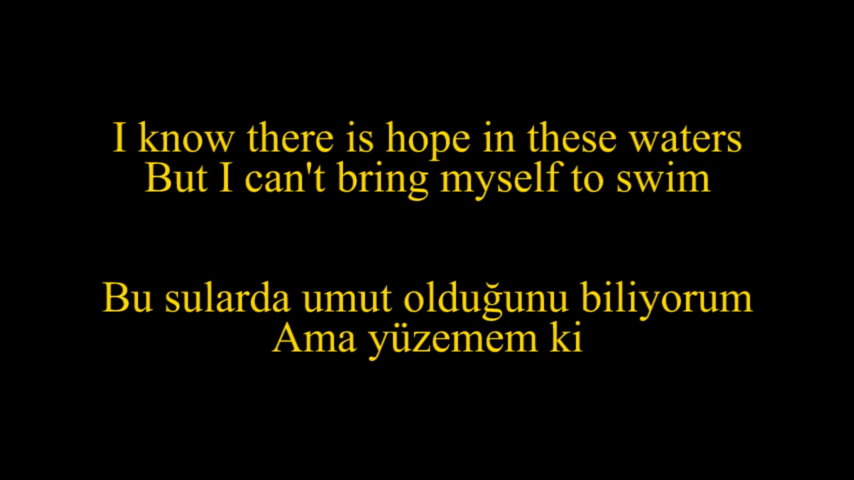 I know there is hope in these waters
But I can't bring myself to swim
Bu sularda umut olduğunu biliyorum
Ama yüzemem ki